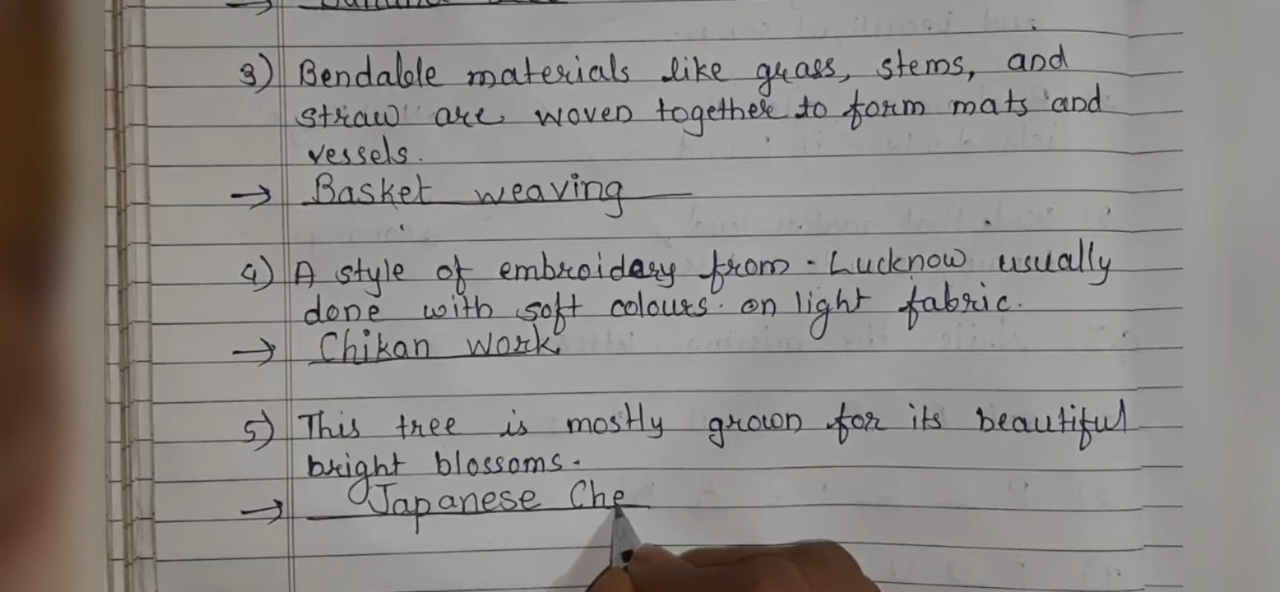 3) Bendable materials like grass, stems, and
straw are woven together to form mats and
vessels.
→ Basket weaving
4) A style of embroidary from Lucknow usually
done with soft colours on light fabric.
→ Chikan work
5) This tree is mostly grown for its beautiful
bright blossoms.
→ Japanese Che